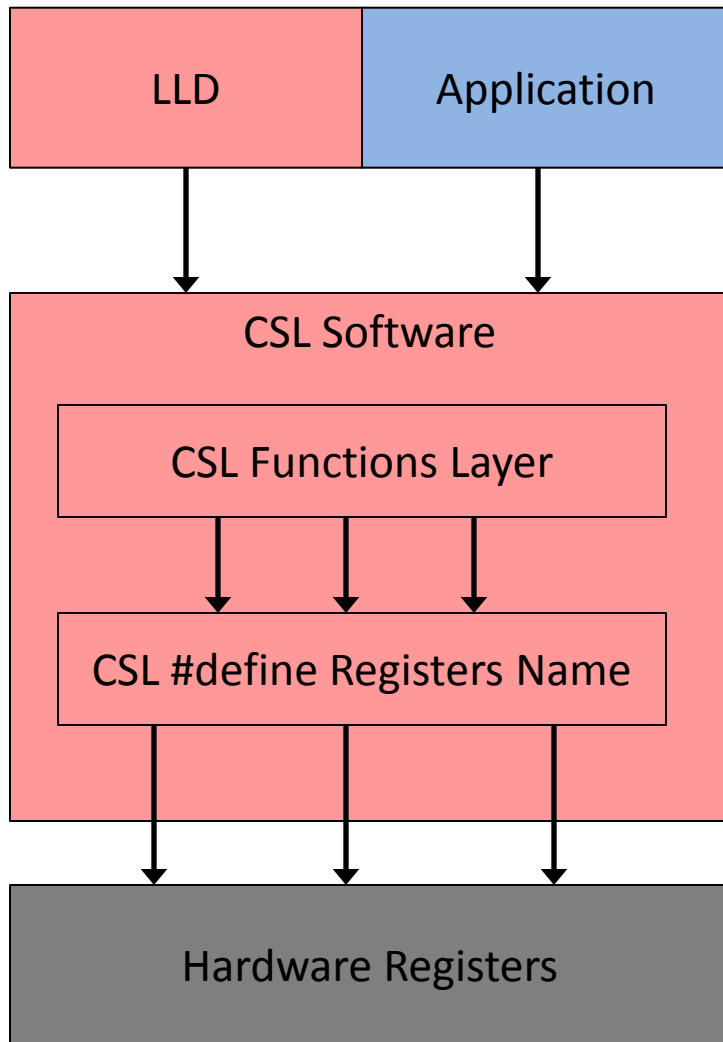 LLD
Application
CSL Software
CSL Functions Layer
CSL #define Registers Name
Hardware Registers